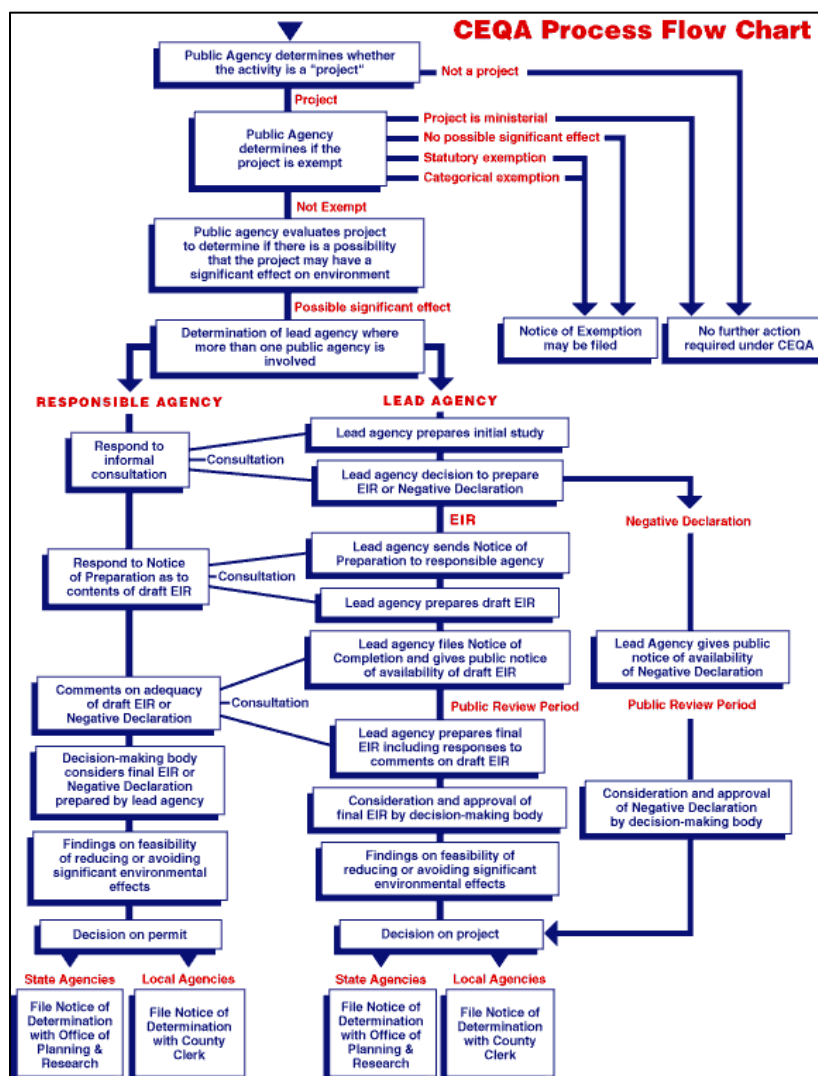 CEQA Process Flow Chart
Public Agency determines whether
the activity is a "project"
Not a project
Project
Public Agency
determines if the
project is exempt
Project is ministerial
No possible significant effect
Statutory exemption
Categorical exemption
Not Exempt
Public agency evaluates project
to determine if there is a possibility
that the project may have a
significant effect on environment
Possible significant effect
Determination of lead agency where
more than one public agency is
involved
Notice of Exemption
may be filed
No further action
required under CEQA
RESPONSIBLE AGENCY
LEAD AGENCY
Respond to
informal
consultation
Consultation
Lead agency prepares initial study
Lead agency decision to prepare
EIR or Negative Declaration
EIR
Negative Declaration
Respond to Notice
of Preparation as to
contents of draft EIR
Consultation
Lead agency sends Notice of
Preparation to responsible agency
Lead agency prepares draft EIR
Lead agency files Notice of
Completion and gives public notice
of availability of draft EIR
Lead Agency gives public
notice of availability
of Negative Declaration
Comments on adequacy
of draft EIR or
Negative Declaration
Consultation
Public Review Period
Public Review Period
Lead agency prepares final
EIR including responses to
comments on draft EIR
Decision-making body
considers final EIR or
Negative Declaration
prepared by lead agency
Consideration and approval of
final EIR by decision-making body
Consideration and approval
of Negative Declaration
by decision-making body
Findings on feasibility
of reducing or avoiding
significant environmental
effects
Findings on feasibility of
reducing or avoiding significant
environmental effects
Decision on permit
Decision on project
State Agencies
Local Agencies
State Agencies
Local Agencies
File Notice of
Determination
with Office of
Planning &
Research
File Notice of
Determination
with County
Clerk
File Notice of
Determination
with Office of
Planning &
Research
File Notice of
Determination
with County
Clerk